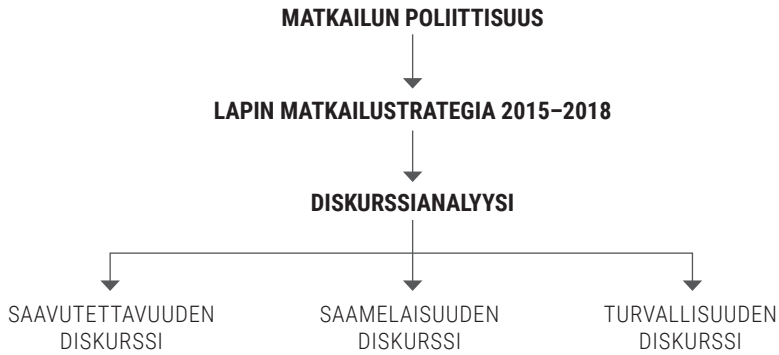 MATKAILUN POLIITTISUUS
LAPIN MATKAILUSTRATEGIA 2015–2018
DISKURSSIANALYYSI
SAAVUTETTAVUUDEN
DISKURSSI
SAAMELAISUUDEN
DISKURSSI
TURVALLISUUDEN
DISKURSSI